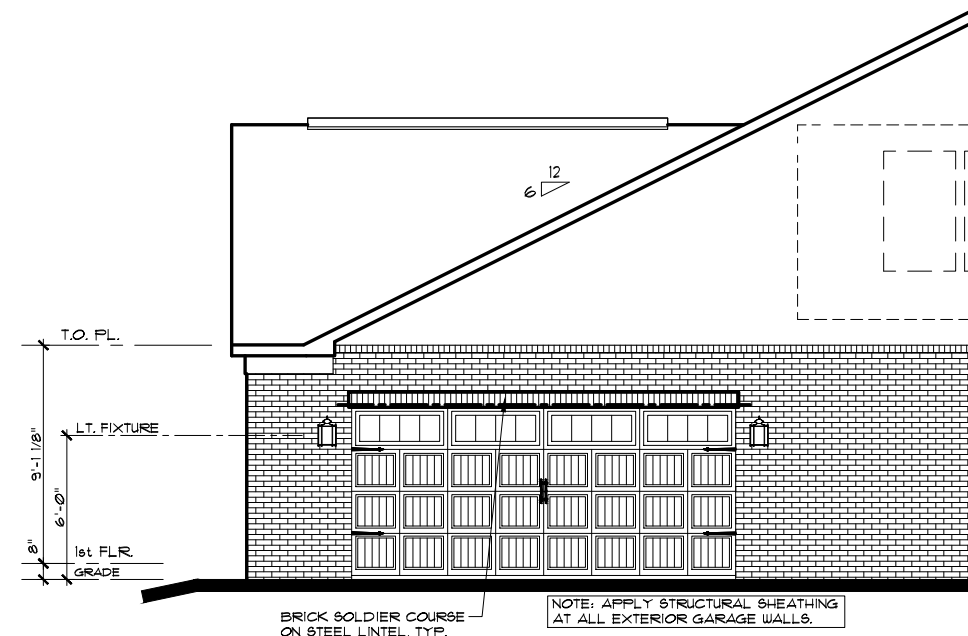 12
6
T.O. PL.
LT. FIXTURE
9'-1 1/8"
6'-0"
8"
1st FLR.
GRADE
BRICK SOLDIER COURSE
ON STEEL LINTEL, TYP.
NOTE: APPLY STRUCTURAL SHEATHING
AT ALL EXTERIOR GARAGE WALLS.